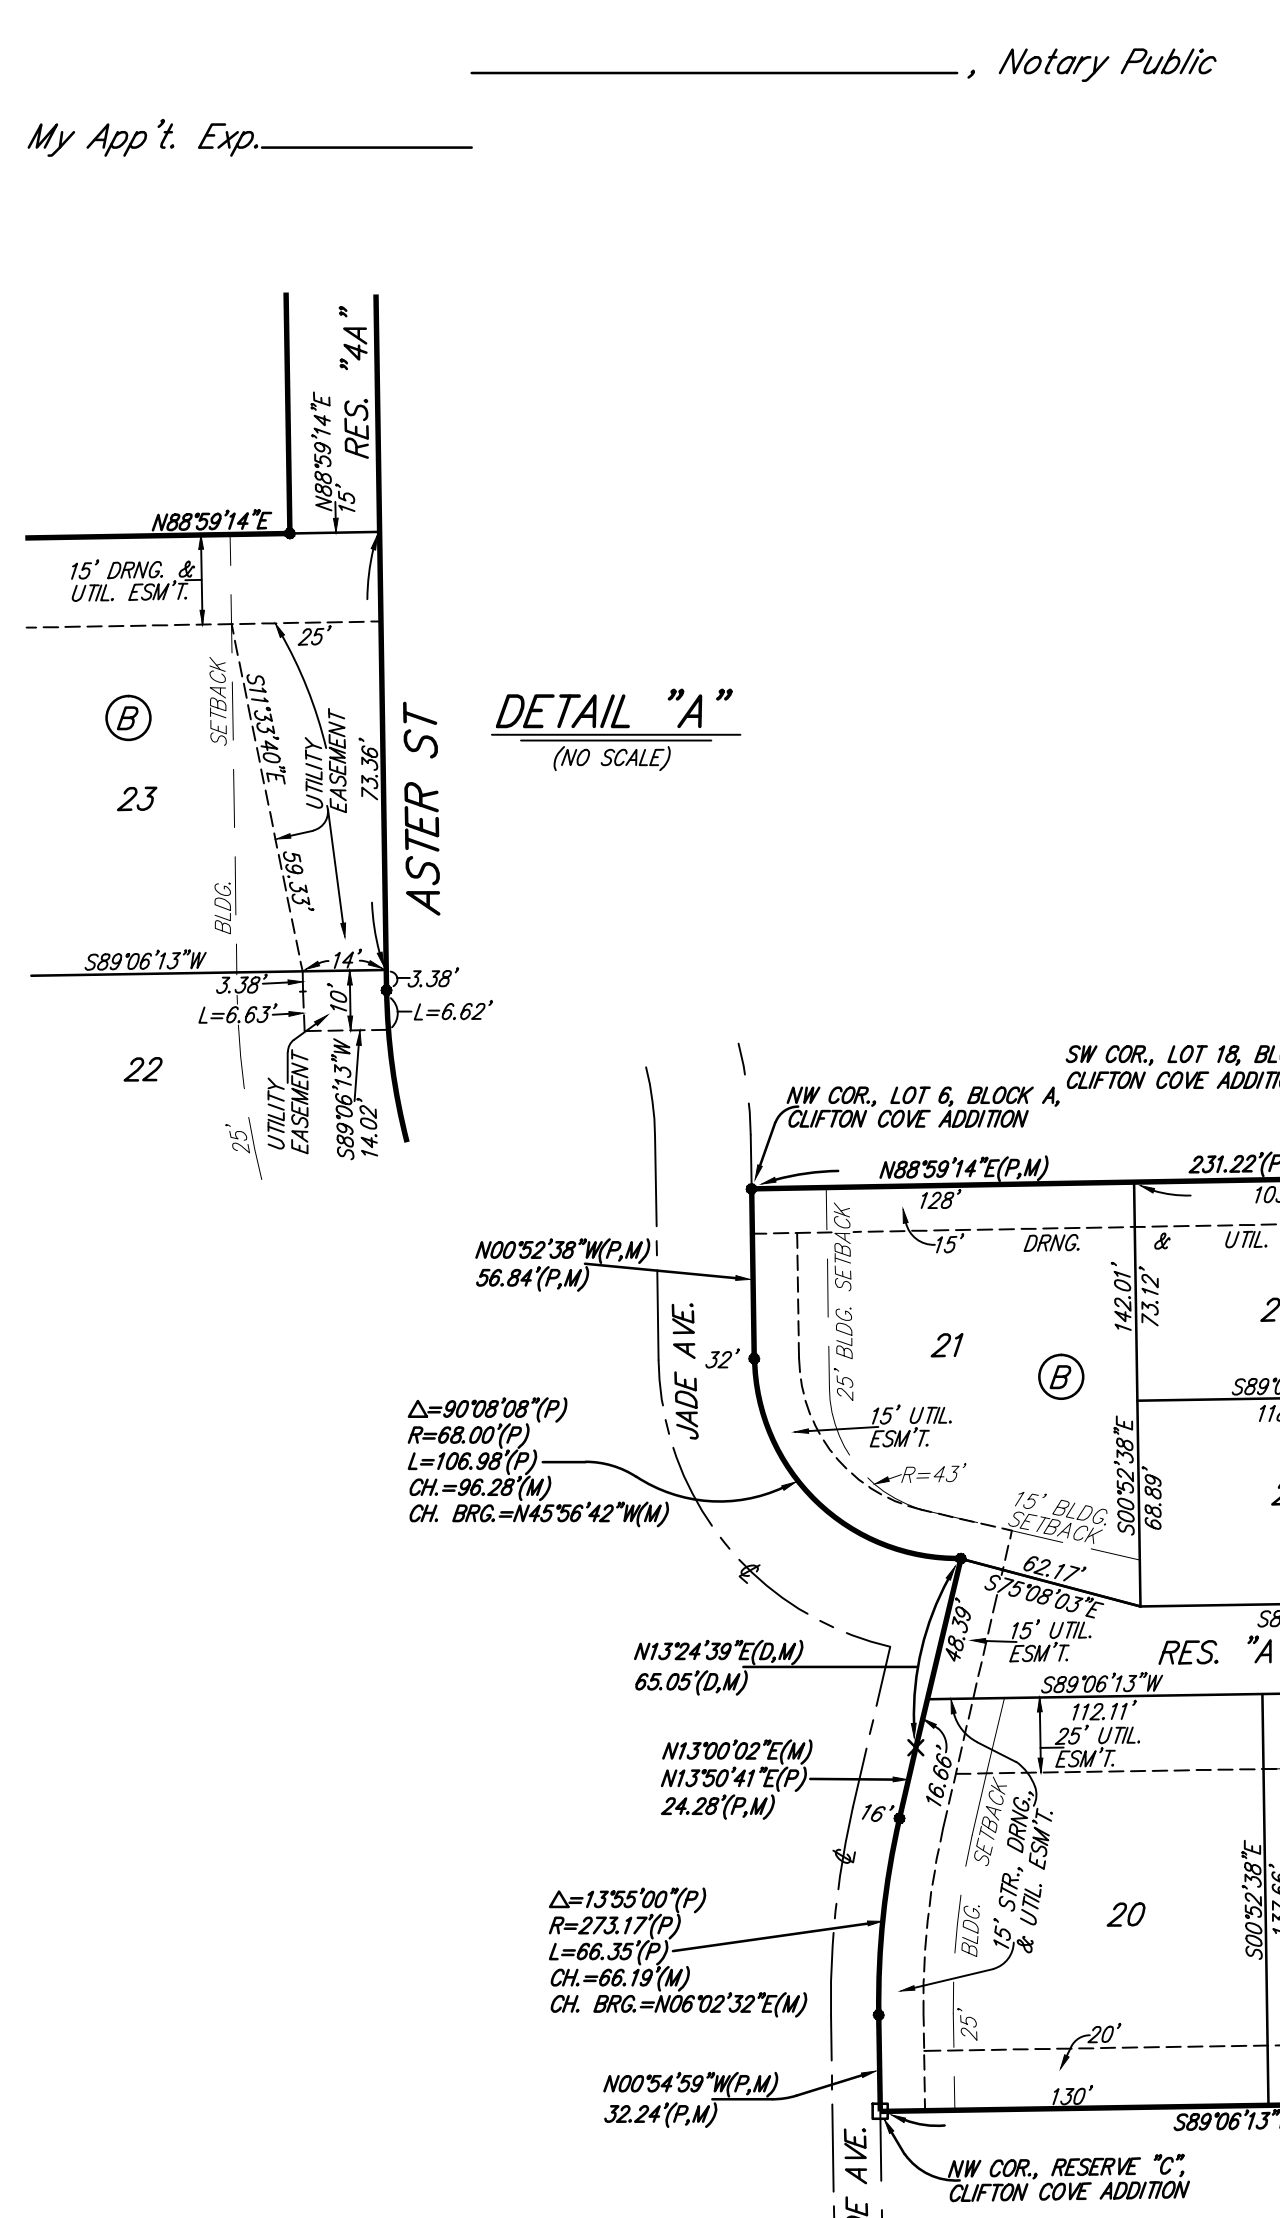 , Notary Public
My App't. Exp.
RES. "4A"
N88°59'14"E
15'
N88°59'14"E
15' DRNG. &
UTIL. ESM'T.
25'
SETBACK
S11°33'40"E
B
UTILITY
EASEMENT
73.36'
ASTER ST
DETAIL "A"
(NO SCALE)
23
59.33'
BLDG.
S89°06'13"W
14'
3.38'
3.38'
10'
L=6.63'
L=6.62'
22
UTILITY
EASEMENT
S89°06'13"W
14.02'
25'
SW COR., LOT 18,
CLIFTON COVE
NW COR., LOT 6, BLOCK A,
CLIFTON COVE ADDITION
N88°59'14"E(P,M)
231.22'(P
128'
15'
DRNG. & UTIL.
N00°52'38"W(P,M)
56.84'(P,M)
25' BLDG. SETBACK
142.01'
73.12'
JADE AVE.
32'
21
B
Δ=90°08'08"(P)
R=68.00'(P)
L=106.98'(P)
CH.=96.28'(M)
CH. BRG.=N45°56'42"W(M)
15' UTIL.
ESM'T.
R=43'
S00°52'38"E
68.89'
15' BLDG.
SETBACK
62.17'
S75°08'03"E
48.39'
15' UTIL.
ESM'T.
N13°24'39"E(D,M)
65.05'(D,M)
RES. "A
S89°06'13"W
112.11'
25' UTIL.
ESM'T.
N13°00'02"E(M)
N13°50'41"E(P)
24.28'(P,M)
16.66'
16'
SETBACK
15' STR., DRNG.,
& UTIL. ESM'T.
BLDG.
20
S00°52'38"E
137.66'
Δ=13°55'00"(P)
R=273.17'(P)
L=66.35'(P)
CH.=66.19'(M)
CH. BRG.=N06°02'32"E(M)
25'
20'
N00°54'59"W(P,M)
32.24'(P,M)
130'
S89°06'13"
AVE.
NW COR., RESERVE "C",
CLIFTON COVE ADDITION